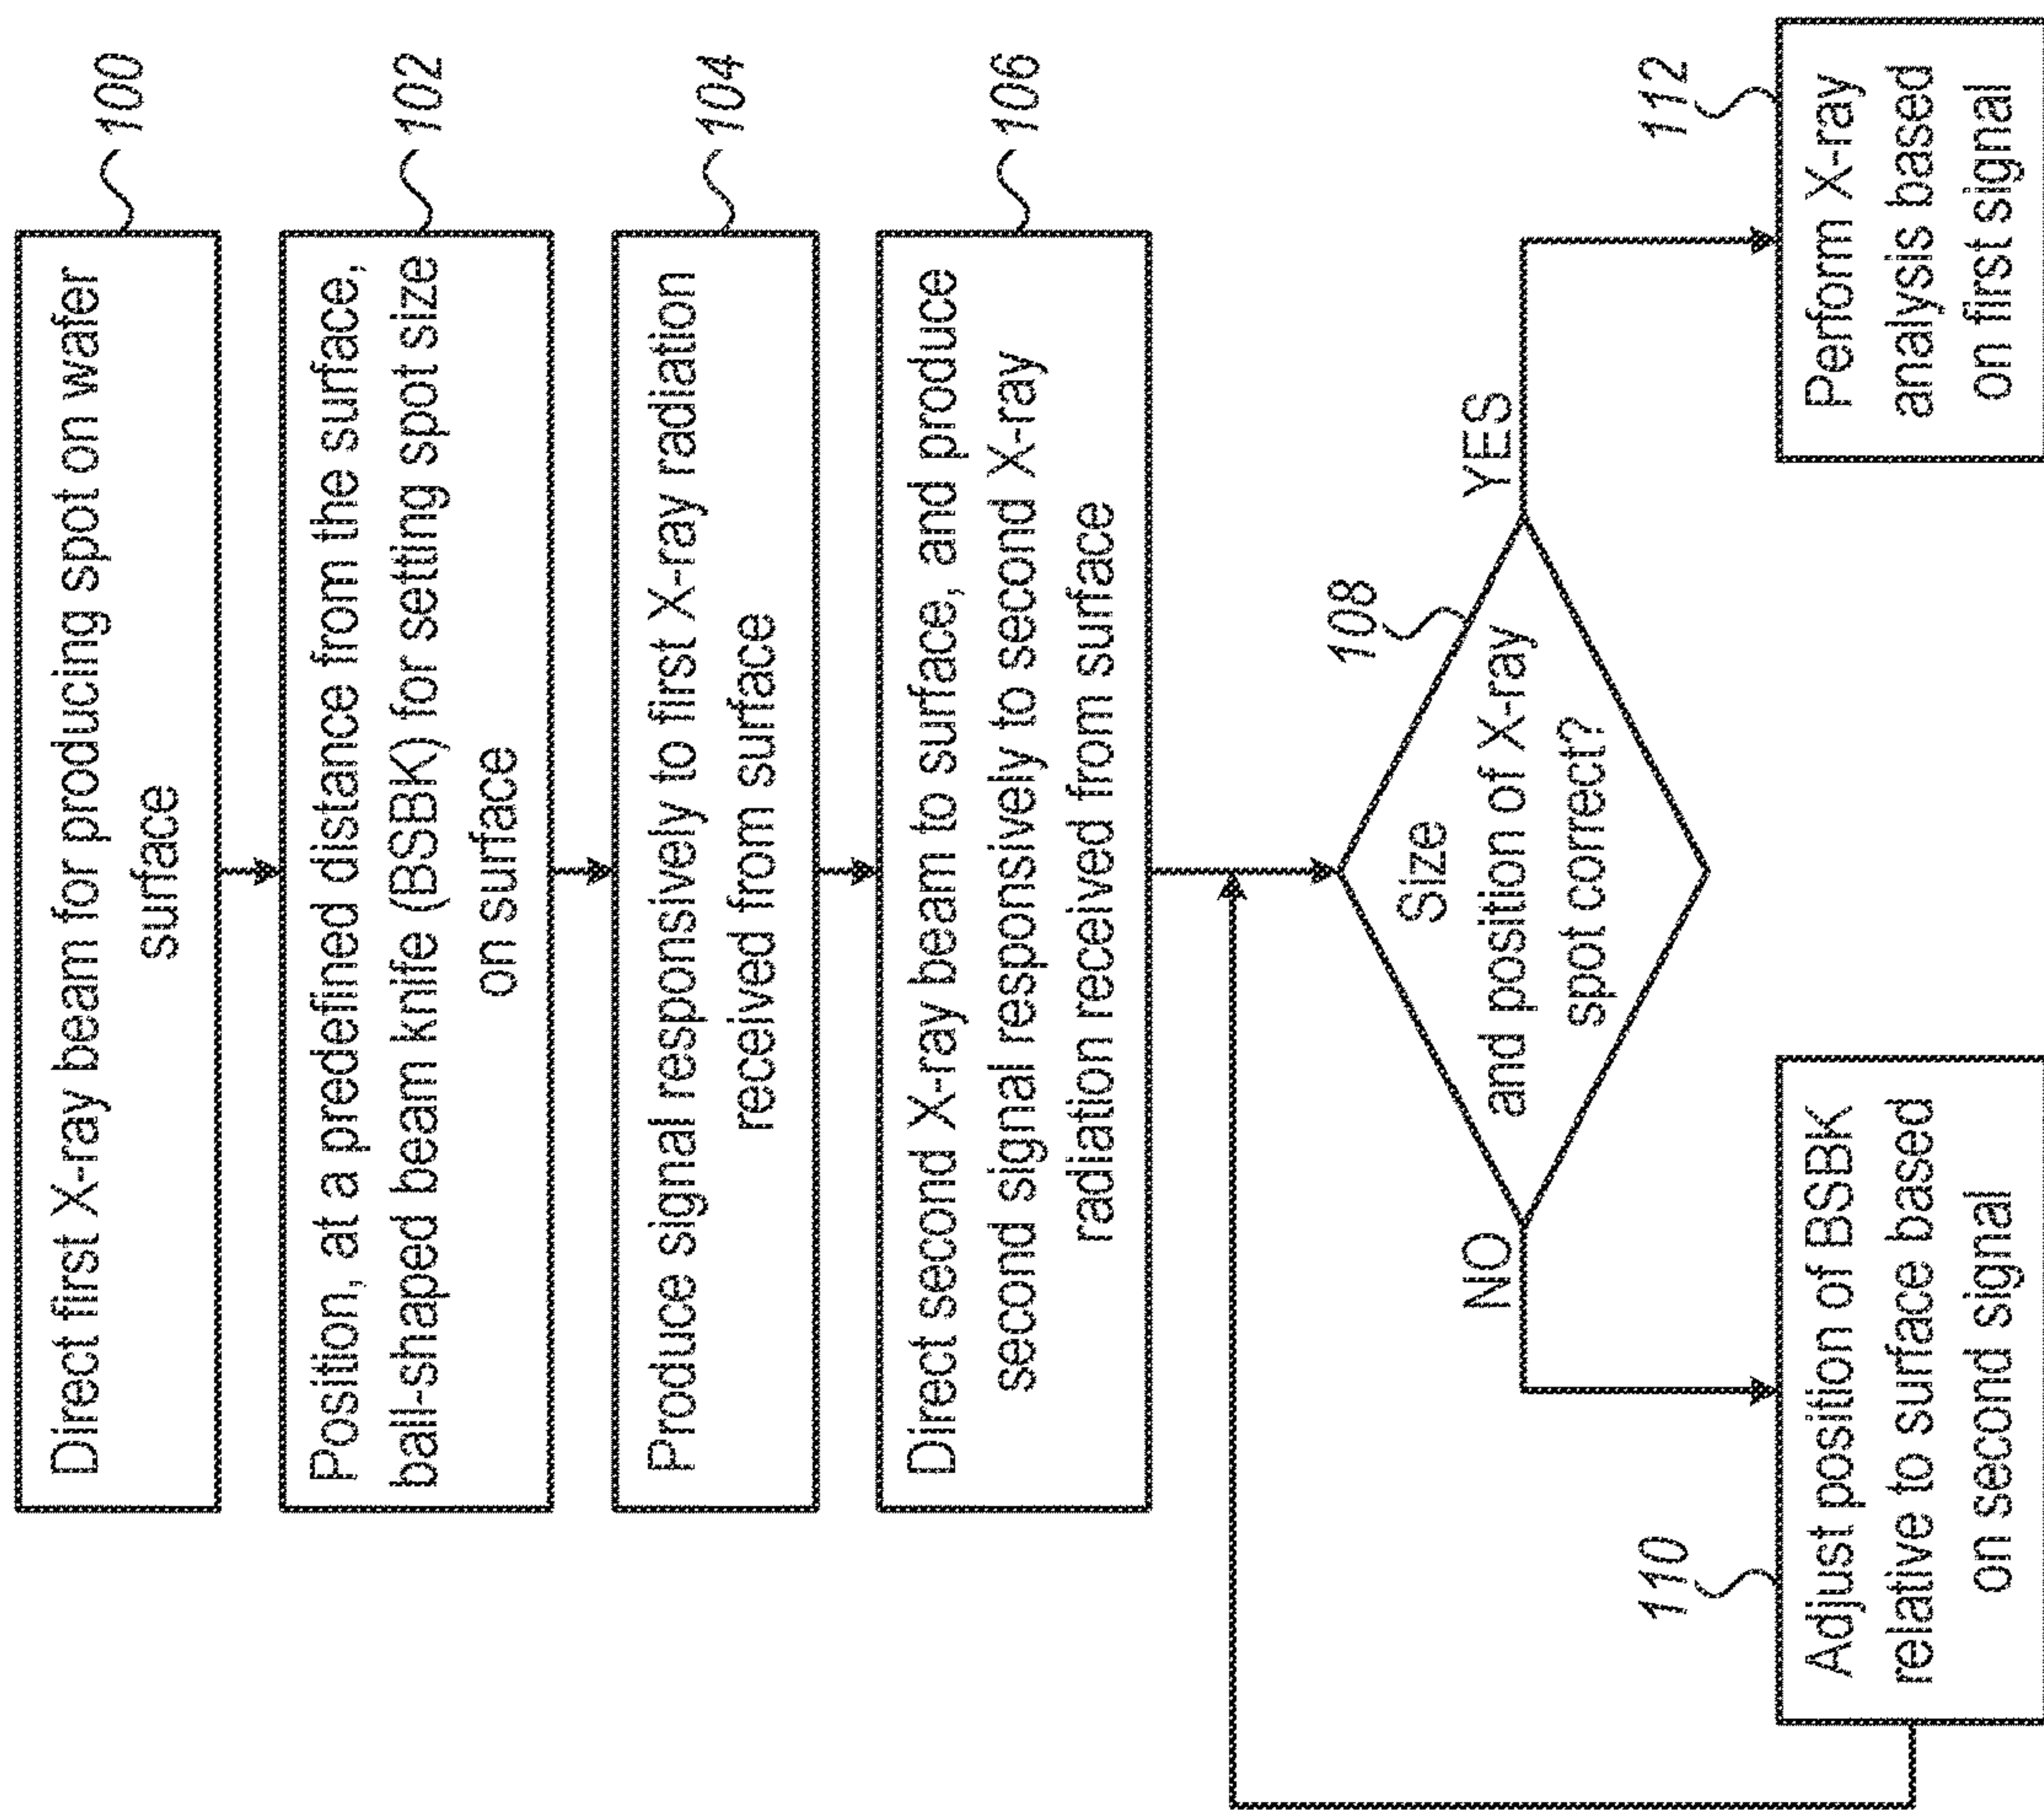 Direct first X-ray beam for producing spot on wafer
surface
100
Position, at a predefined distance from the surface,
ball-shaped beam knife (BSBK) for setting spot size
on surface
102
Produce signal responsively to first X-ray radiation
received from surface
104
Direct second X-ray beam to surface, and produce
second signal responsively to second X-ray
radiation received from surface
106
108
Size
and position of X-ray
spot correct?
NO
YES
110
Adjust position of BSBK
relative to surface based
on second signal
112
Perform X-ray
analysis based
on first signal